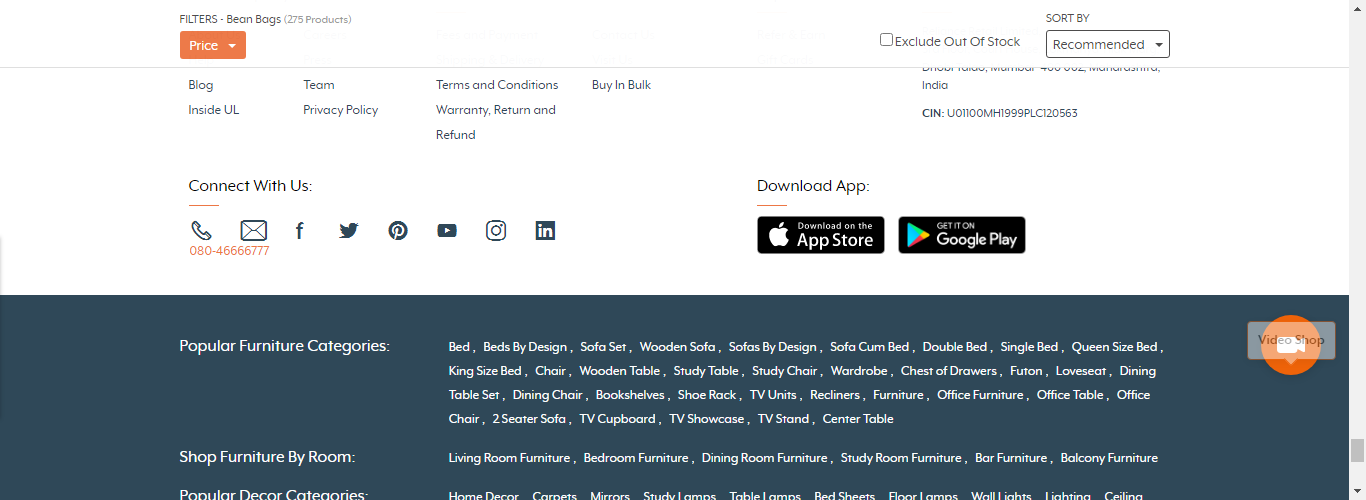 FILTERS - Bean Bags (275 Products)
SORT BY
Price
Exclude Out Of Stock
Recommended
Dhobi Talao, Mumbai-400 002, Maharashtra,
Blog
Team
Terms and Conditions
Buy In Bulk
India
Inside UL
Privacy Policy
Warranty, Return and
Refund
CIN: U01100MH1999PLC120563
Connect With Us:
Download App:
080-46666777
Download on the
App Store
GET IT ON
Google Play
Video Shop
Popular Furniture Categories:
Bed , Beds By Design , Sofa Set , Wooden Sofa , Sofas By Design , Sofa Cum Bed , Double Bed , Single Bed , Queen Size Bed ,
King Size Bed , Chair , Wooden Table , Study Table , Study Chair , Wardrobe , Chest of Drawers , Futon , Loveseat , Dining
Table Set , Dining Chair , Bookshelves , Shoe Rack , TV Units , Recliners , Furniture , Office Furniture , Office Table , Office
Chair , 2 Seater Sofa , TV Cupboard , TV Showcase , TV Stand , Center Table
Shop Furniture By Room:
Living Room Furniture , Bedroom Furniture , Dining Room Furniture , Study Room Furniture , Bar Furniture , Balcony Furniture
Popular Decor Categories:
Home Decor Carpets Mirrors Study Lamps Table Lamps Bed Sheets Floor Lamps Wall Lights Lighting Ceiling